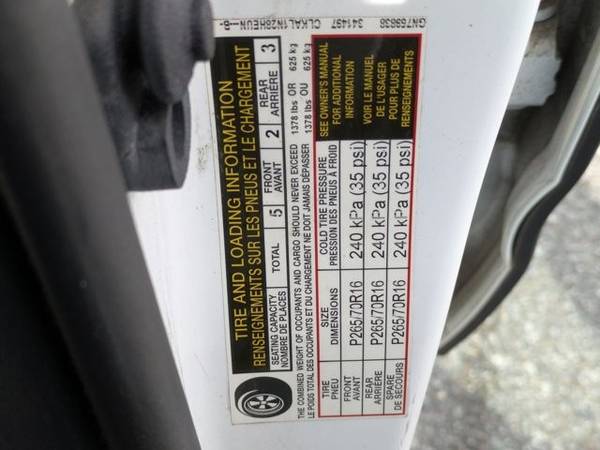 TIRE AND LOADING INFORMATION
RENSEIGNEMENTS SUR LES PNEUS ET LE CHARGEMENT
SEATING CAPACITY
NOMBRE DE PLACES
TOTAL 5
FRONT
AVANT 2
REAR
ARRIÈRE 3
THE COMBINED WEIGHT OF OCCUPANTS AND CARGO SHOULD NEVER EXCEED 1378 lbs OR 625 kg
LE POIDS TOTAL DES OCCUPANTS ET DU CHARGEMENT NE DOIT JAMAIS DÉPASSER 1378 lbs OU 625 kg
TIRE
PNEU
SIZE
DIMENSIONS
COLD TIRE PRESSURE
PRESSION DES PNEUS À FROID
FRONT
AVANT
P265/70R16 240 kPa (35 psi)
REAR
ARRIÈRE
P265/70R16 240 kPa (35 psi)
SPARE
DE SECOURS
P265/70R16 240 kPa (35 psi)
SEE OWNER'S MANUAL
FOR ADDITIONAL
INFORMATION
VOIR LE MANUEL
DE L'USAGER
POUR PLUS DE
RENSEIGNEMENTS
341497